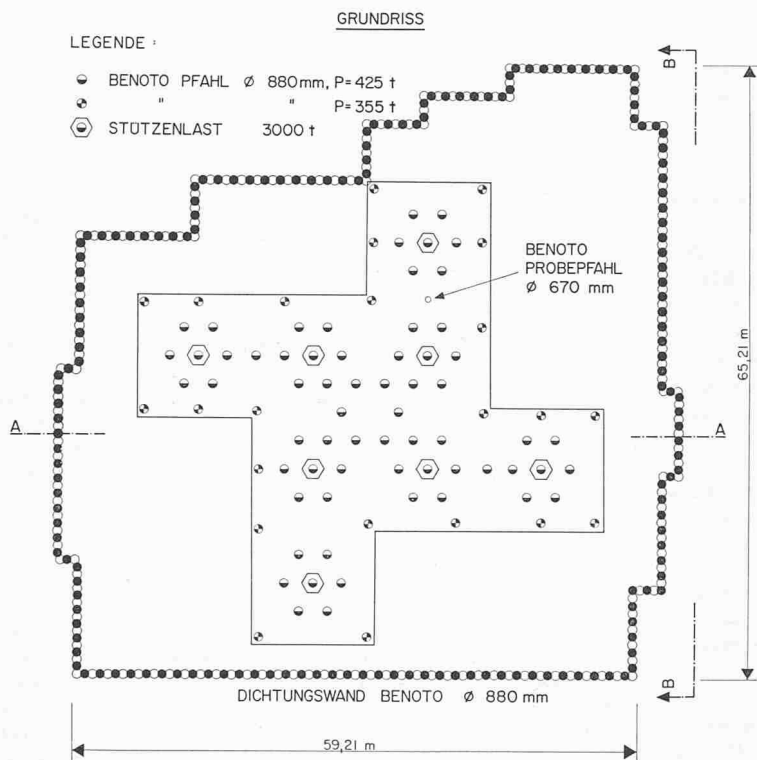 GRUNDRISS
LEGENDE :
BENOTO PFAHL Ø 880mm, P=425 t
" " P=355 t
STÜTZENLAST 3000 t
B
BENOTO
PROBEPFAHL
Ø 670 mm
65,21 m
A
A
B
DICHTUNGSWAND BENOTO Ø 880 mm
59,21 m